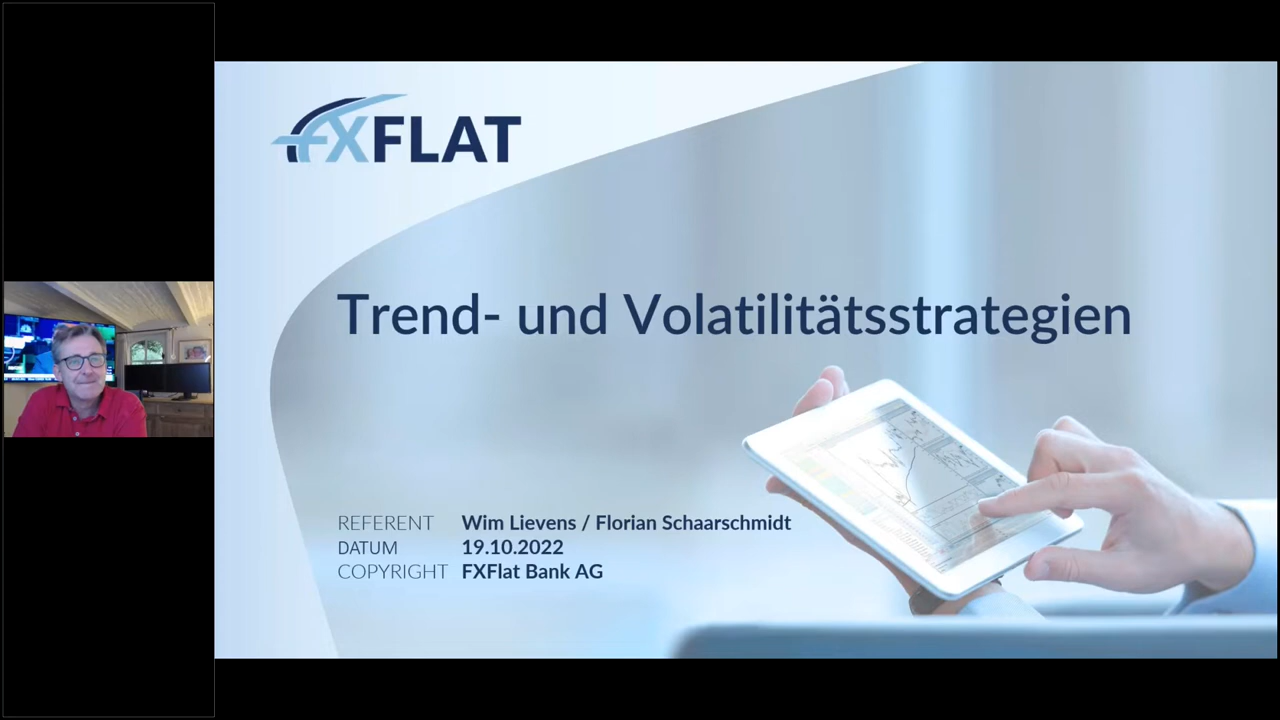 FXFLAT
Trend- und Volatilitätsstrategien
REFERENT Wim Lievens / Florian Schaarschmidt
DATUM 19.10.2022
COPYRIGHT FXFlat Bank AG